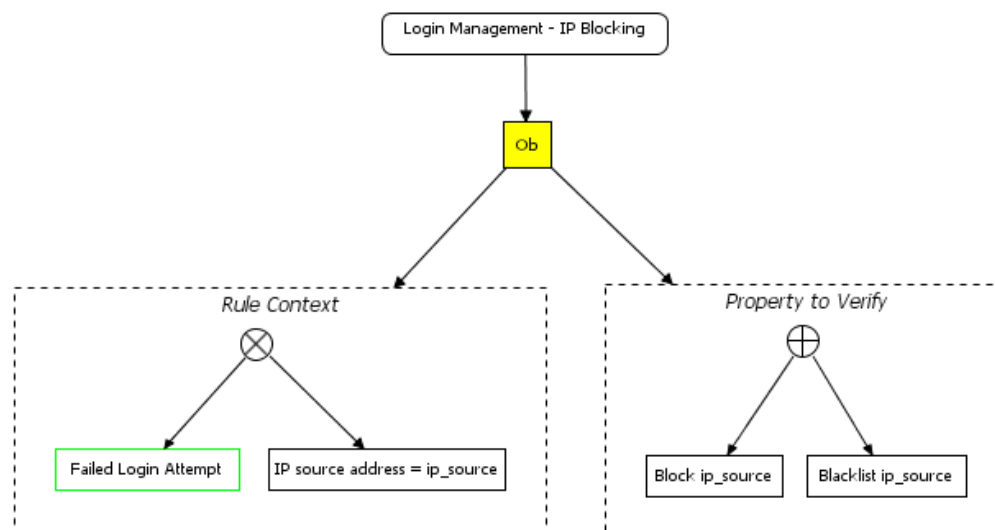 Login Management - IP Blocking
Ob
Rule Context
Property to Verify
Failed Login Attempt
IP source address = ip_source
Block ip_source
Blacklist ip_source